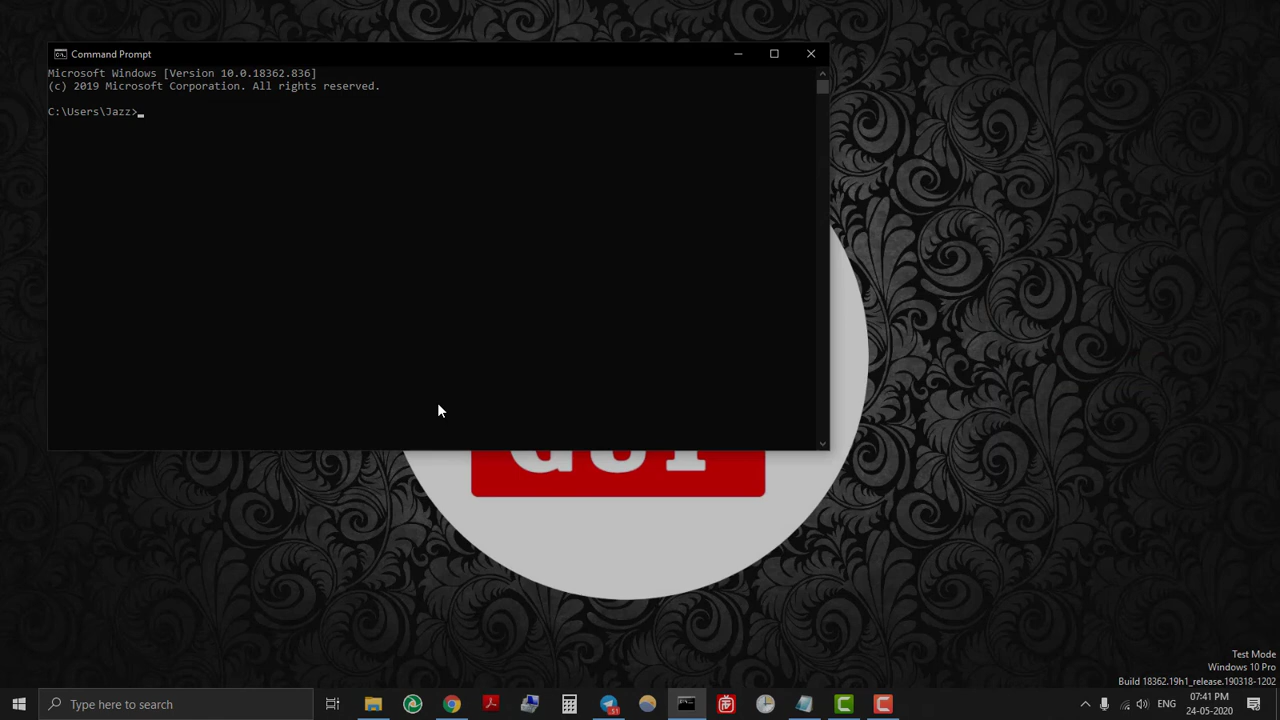 Command Prompt
Microsoft Windows [Version 10.0.18362.836]
(c) 2019 Microsoft Corporation. All rights reserved.
C:\Users\Jazz>
Test Mode
Windows 10 Pro
Build 18362.19h1_release.190318-1202
Type here to search
11
ENG
07:41 PM
24-05-2020